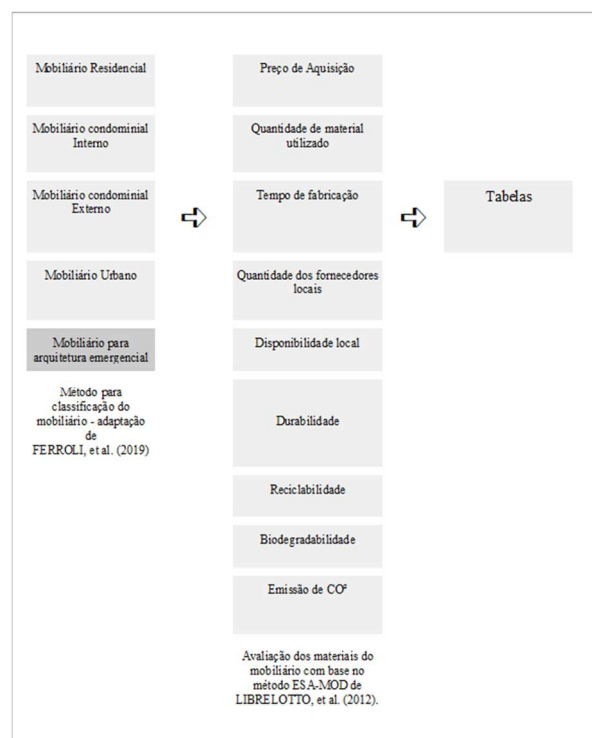 Mobiliário Residencial
Mobiliário condominial
Interno
Mobiliário condominial
Externo
Mobiliário Urbano
Mobiliário para
arquitetura emergencial
Método para
classificação do
mobiliário - adaptação
de
FERROLI, et al. (2019)
Preço de Aquisição
Quantidade de material
utilizado
Tempo de fabricação
Quantidade dos fornecedores
locais
Disponibilidade local
Durabilidade
Reciclabilidade
Biodegradabilidade
Emissão de CO²
Avaliação dos materiais do
mobiliário com base no
método ESA-MOD de
LIBRELOTTO, et al. (2012).
Tabelas